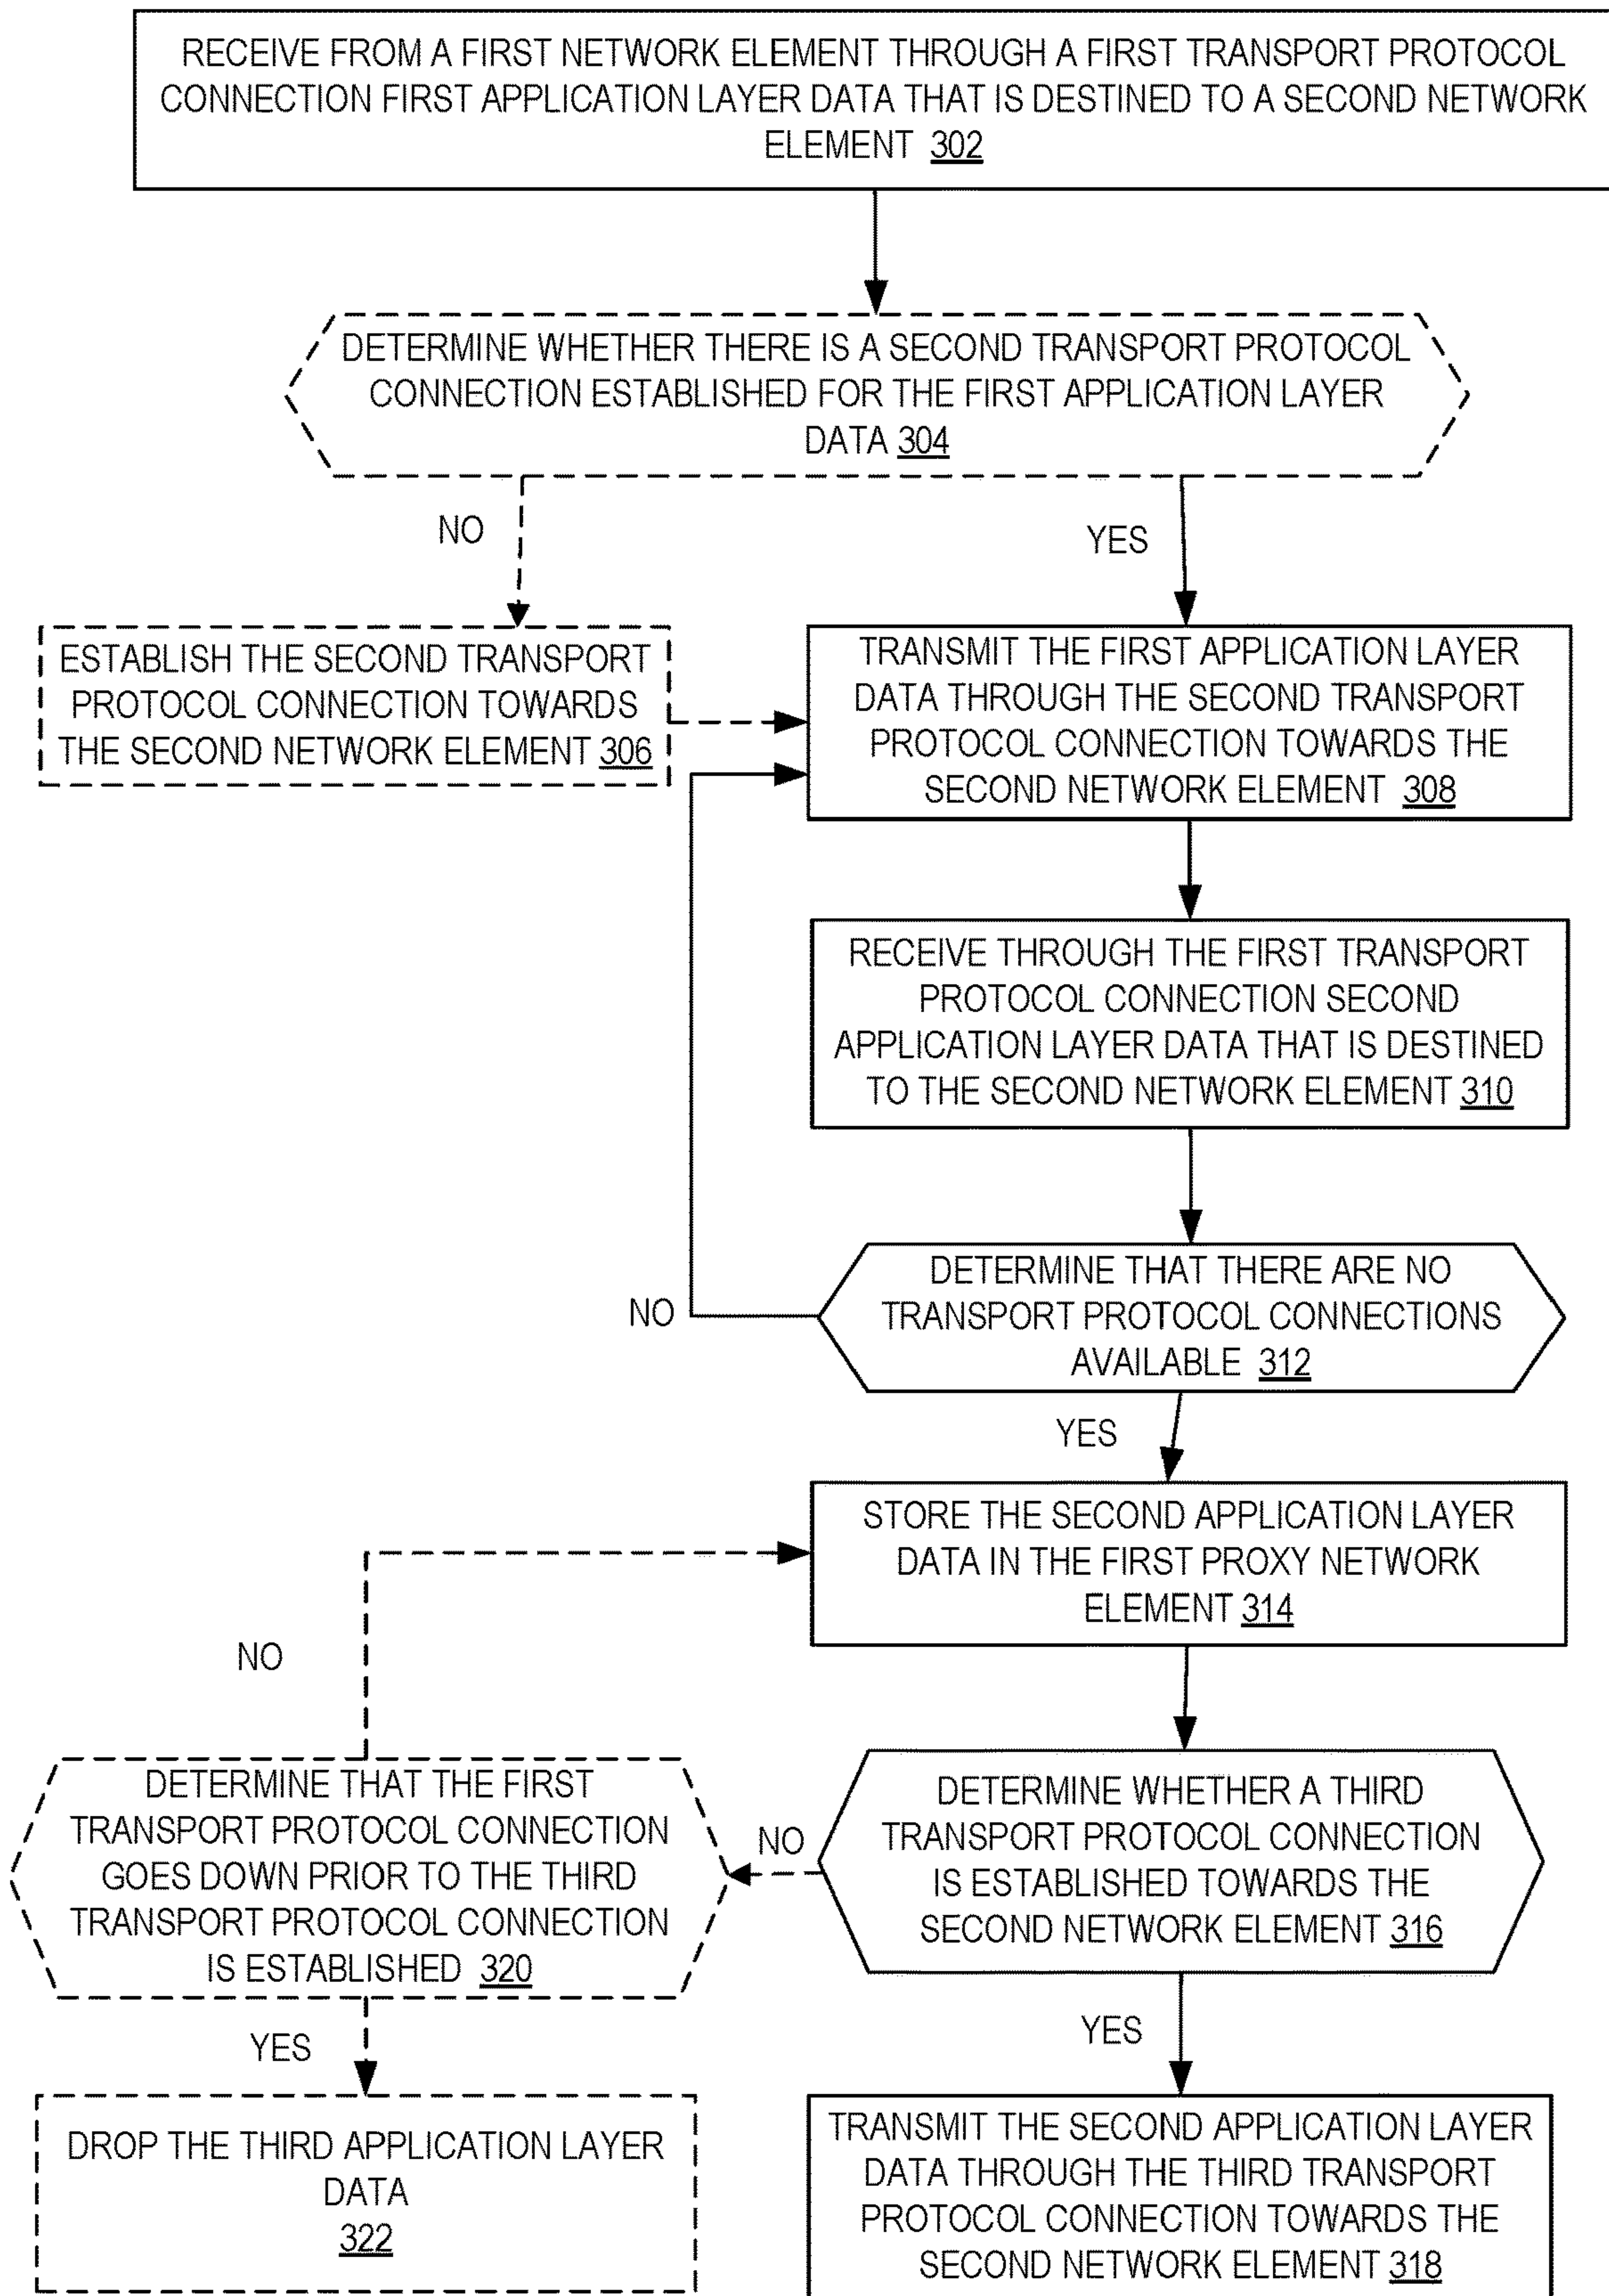 RECEIVE FROM A FIRST NETWORK ELEMENT THROUGH A FIRST TRANSPORT PROTOCOL
CONNECTION FIRST APPLICATION LAYER DATA THAT IS DESTINED TO A SECOND NETWORK
ELEMENT 302
DETERMINE WHETHER THERE IS A SECOND TRANSPORT PROTOCOL
CONNECTION ESTABLISHED FOR THE FIRST APPLICATION LAYER
DATA 304
NO
YES
ESTABLISH THE SECOND TRANSPORT
PROTOCOL CONNECTION TOWARDS
THE SECOND NETWORK ELEMENT 306
TRANSMIT THE FIRST APPLICATION LAYER
DATA THROUGH THE SECOND TRANSPORT
PROTOCOL CONNECTION TOWARDS THE
SECOND NETWORK ELEMENT 308
RECEIVE THROUGH THE FIRST TRANSPORT
PROTOCOL CONNECTION SECOND
APPLICATION LAYER DATA THAT IS DESTINED
TO THE SECOND NETWORK ELEMENT 310
DETERMINE THAT THERE ARE NO
TRANSPORT PROTOCOL CONNECTIONS
AVAILABLE 312
NO
YES
STORE THE SECOND APPLICATION LAYER
DATA IN THE FIRST PROXY NETWORK
ELEMENT 314
NO
DETERMINE WHETHER A THIRD
TRANSPORT PROTOCOL CONNECTION
IS ESTABLISHED TOWARDS THE
SECOND NETWORK ELEMENT 316
NO
DETERMINE THAT THE FIRST
TRANSPORT PROTOCOL CONNECTION
GOES DOWN PRIOR TO THE THIRD
TRANSPORT PROTOCOL CONNECTION
IS ESTABLISHED 320
YES
YES
DROP THE THIRD APPLICATION LAYER
DATA
322
TRANSMIT THE SECOND APPLICATION LAYER
DATA THROUGH THE THIRD TRANSPORT
PROTOCOL CONNECTION TOWARDS THE
SECOND NETWORK ELEMENT 318